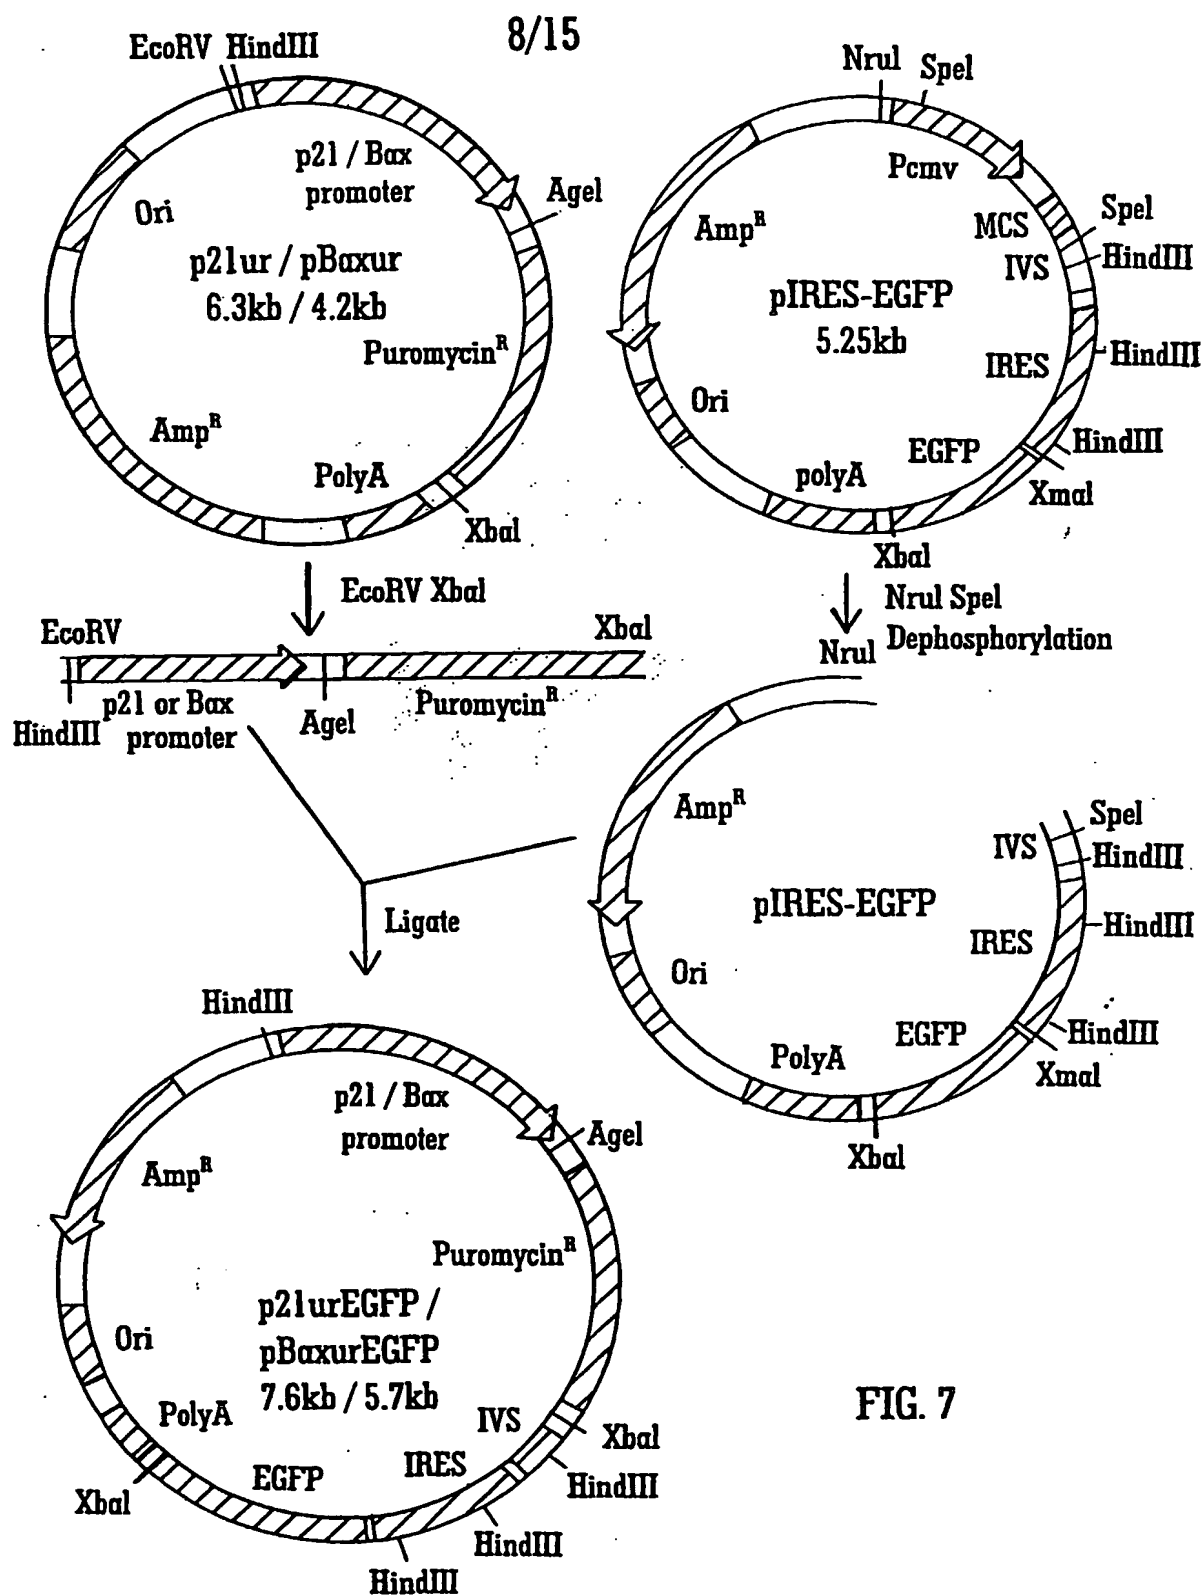 8/15
EcoRV HindIII
p21 / Bax
promoter
AgeI
Ori
p21ur / pBaxur
6.3kb / 4.2kb
Puromycin^R
Amp^R
PolyA
XbaI
NruI
SpeI
Pcmv
Amp^R
MCS
SpeI
IVS
HindIII
pIRES-EGFP
5.25kb
IRES
HindIII
Ori
EGFP
HindIII
polyA
XmaI
XbaI
EcoRV XbaI
NruI SpeI
Dephosphorylation
EcoRV
XbaI
HindIII
p21 or Bax
promoter
AgeI
Puromycin^R
NruI
Amp^R
SpeI
IVS
HindIII
pIRES-EGFP
HindIII
IRES
Ori
EGFP
HindIII
PolyA
XmaI
XbaI
Ligate
HindIII
p21 / Bax
promoter
AgeI
Amp^R
Puromycin^R
p21urEGFP /
pBaxurEGFP
7.6kb / 5.7kb
Ori
PolyA
IVS
XbaI
IRES
HindIII
EGFP
XbaI
HindIII
HindIII
FIG. 7